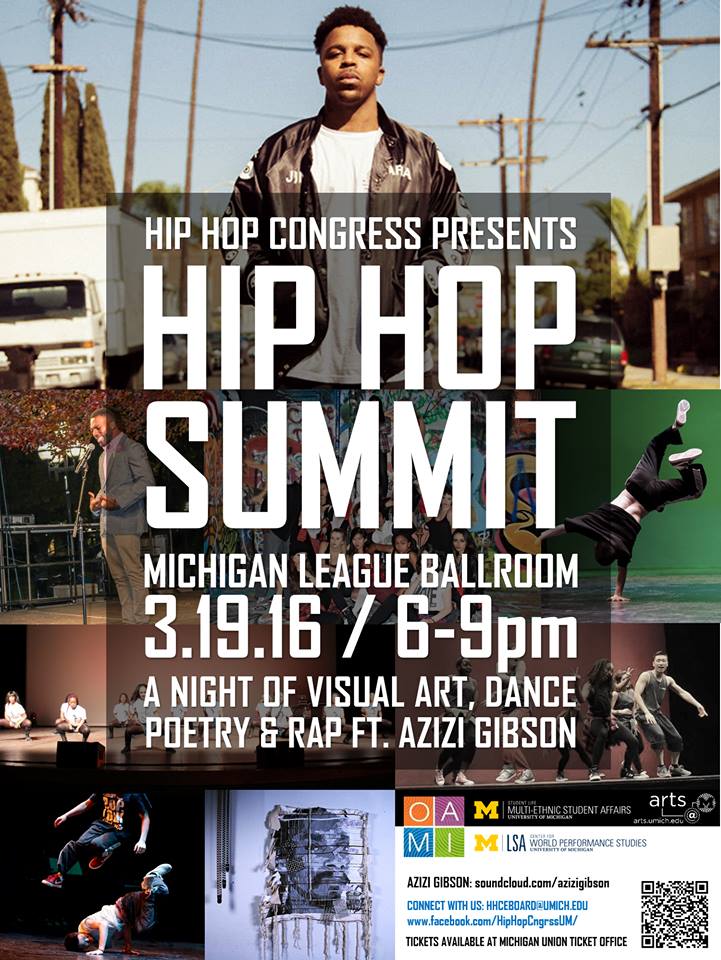 JI ARA
HIP HOP CONGRESS PRESENTS
HIP HOP
SUMMIT
MICHIGAN LEAGUE BALLROOM
3.19.16 / 6-9pm
A NIGHT OF VISUAL ART, DANCE
POETRY & RAP FT. AZIZI GIBSON
OA
MI
M STUDENT LIFE
MULTI-ETHNIC STUDENT AFFAIRS
UNIVERSITY OF MICHIGAN
arts
@ M
arts.umich.edu
M LSA CENTER FOR
WORLD PERFORMANCE STUDIES
UNIVERSITY OF MICHIGAN
AZIZI GIBSON: soundcloud.com/azizigibson
CONNECT WITH US: HHCEBOARD@UMICH.EDU
www.facebook.com/HipHopCngrssUM/
TICKETS AVAILABLE AT MICHIGAN UNION TICKET OFFICE